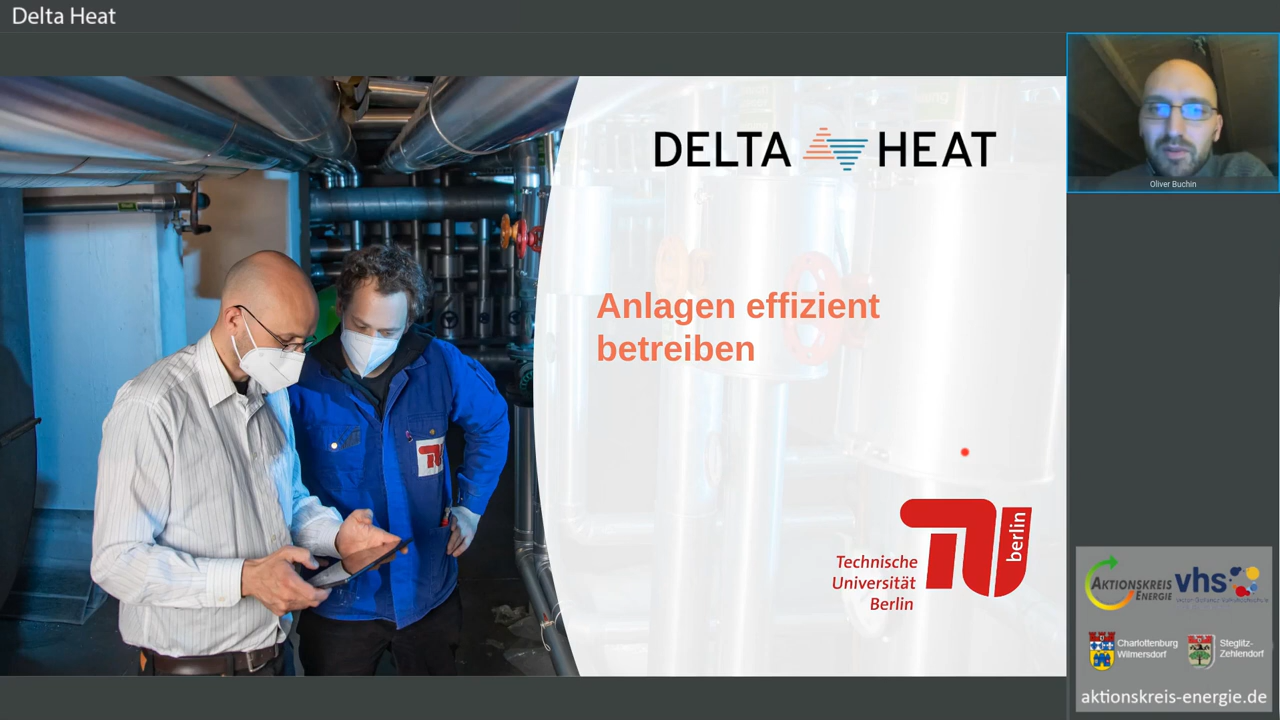 Delta Heat
DELTA HEAT
Anlagen effizient
betreiben
Technische
Universität
Berlin
berlin
Oliver Buchin
AKTIONSKREIS
ENERGIE
vhs
Charlottenburg
Wilmersdorf
Steglitz-
Zehlendorf
aktionskreis-energie.de